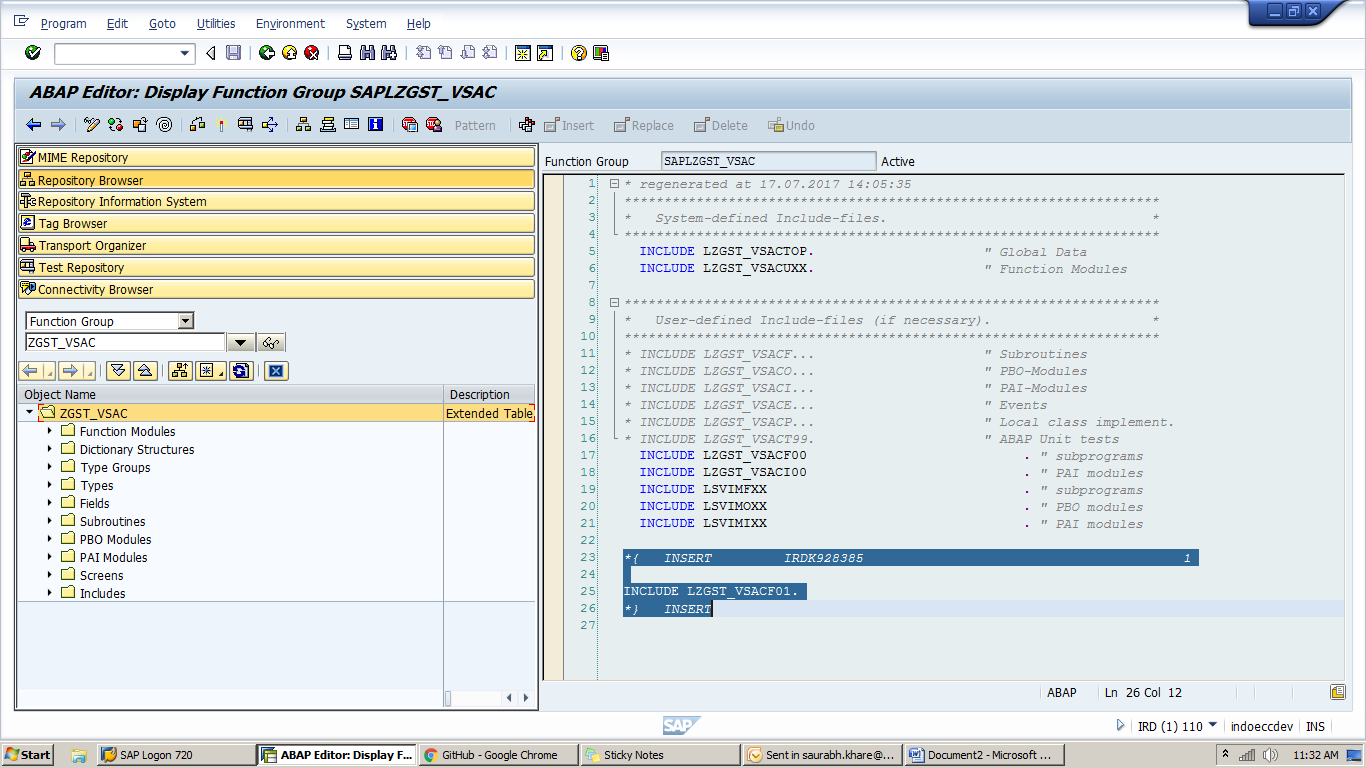 Program Edit Goto Utilities Environment System Help
ABAP Editor: Display Function Group SAPLZGST_VSAC
Pattern Insert Replace Delete Undo
MIME Repository
Repository Browser
Repository Information System
Tag Browser
Transport Organizer
Test Repository
Connectivity Browser
Function Group
ZGST_VSAC
Object Name Description
ZGST_VSAC Extended Table
Function Modules
Dictionary Structures
Type Groups
Types
Fields
Subroutines
PBO Modules
PAI Modules
Screens
Includes
Function Group SAPLZGST_VSAC Active
1 * regenerated at 17.07.2017 14:05:35
2 *******************************************************************
3 *   System-defined Include-files.                                 *
4 *******************************************************************
5   INCLUDE LZGST_VSACTOP.                     " Global Data
6   INCLUDE LZGST_VSACUXX.                     " Function Modules
7
8 *******************************************************************
9 *   User-defined Include-files (if necessary).                    *
10 *******************************************************************
11 * INCLUDE LZGST_VSACF...                     " Subroutines
12 * INCLUDE LZGST_VSACO...                     " PBO-Modules
13 * INCLUDE LZGST_VSACI...                     " PAI-Modules
14 * INCLUDE LZGST_VSACE...                     " Events
15 * INCLUDE LZGST_VSACP...                     " Local class implement.
16 * INCLUDE LZGST_VSACT99.                     " ABAP Unit tests
17   INCLUDE LZGST_VSACF00                           . " subprograms
18   INCLUDE LZGST_VSACI00                           . " PAI modules
19   INCLUDE LSVIMFXX                                . " subprograms
20   INCLUDE LSVIMOXX                                . " PBO modules
21   INCLUDE LSVIMIXX                                . " PAI modules
22
23 *{   INSERT         IRDK928385                                        1
24
25 INCLUDE LZGST_VSACF01.
26 *}   INSERT
27
ABAP Ln 26 Col 12
SAP
IRD (1) 110 indoeccdev INS
Start SAP Logon 720 ABAP Editor: Display F... GitHub - Google Chrome Sticky Notes Sent in saurabh.khare@... Document2 - Microsoft ... 11:32 AM